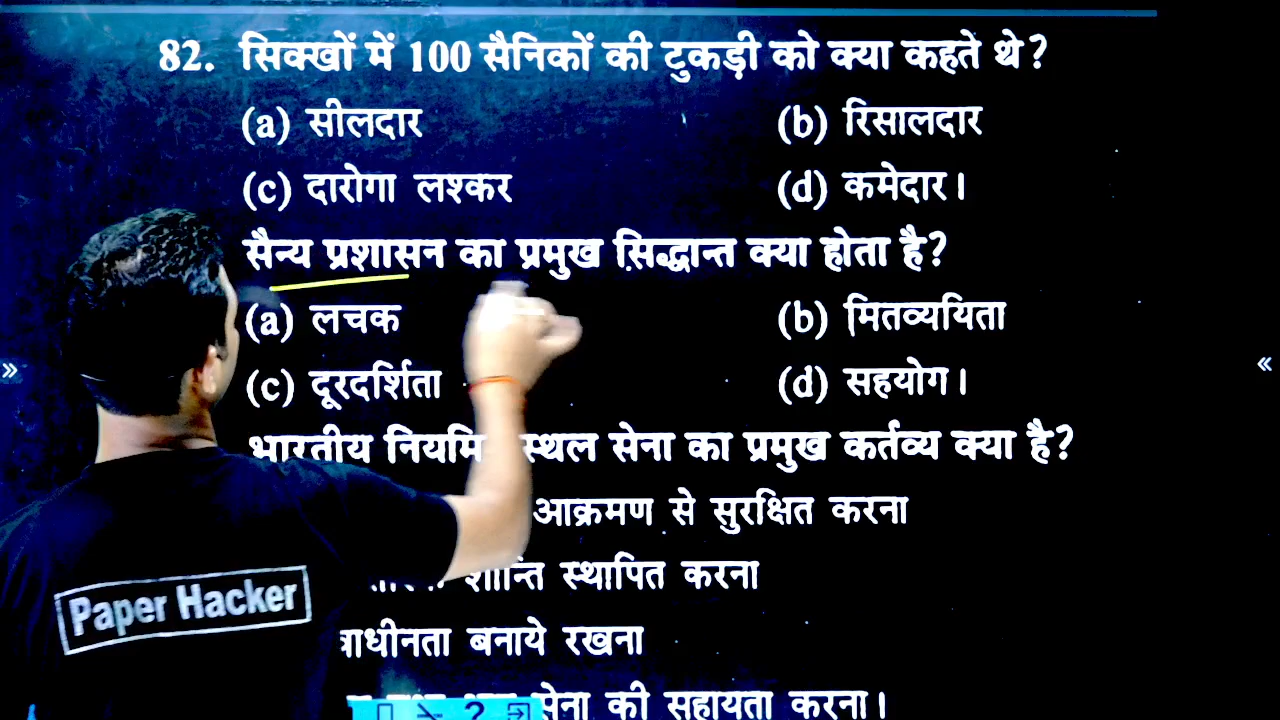 82. सिक्खों में 100 सैनिकों की टुकड़ी को क्या कहते थे?
(a) सीलदार (b) रिसालदार
(c) दारोगा लश्कर (d) कमेदार।
सैन्य प्रशासन का प्रमुख सिद्धान्त क्या होता है?
(a) लचक (b) मितव्ययिता
(c) दूरदर्शिता (d) सहयोग।
भारतीय स्थल सेना का प्रमुख कर्तव्य क्या है?
आक्रमण से सुरक्षित करना
शान्ति स्थापित करना
बनाये रखना
सेना की सहायता करना।
Paper Hacker